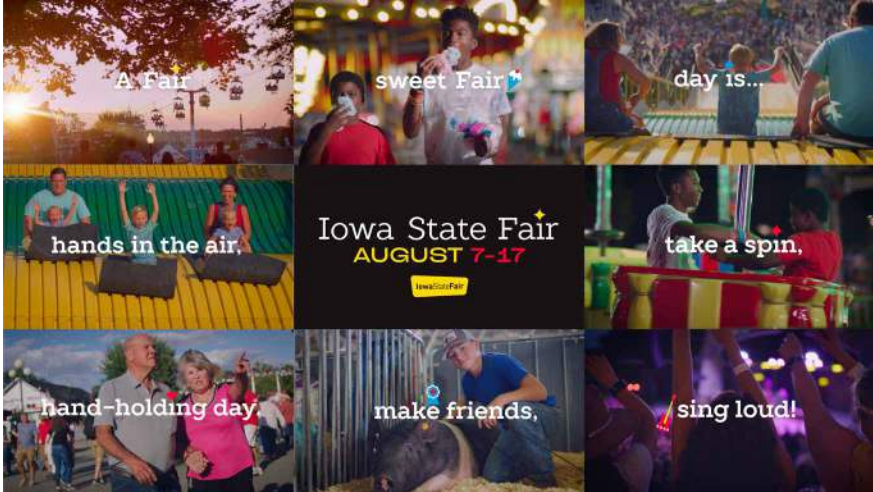 A Fair
sweet Fair
day is...
hands in the air,
Iowa State Fair
AUGUST 7-17
IowaStateFair
take a spin,
hand-holding day.
make friends,
sing loud!